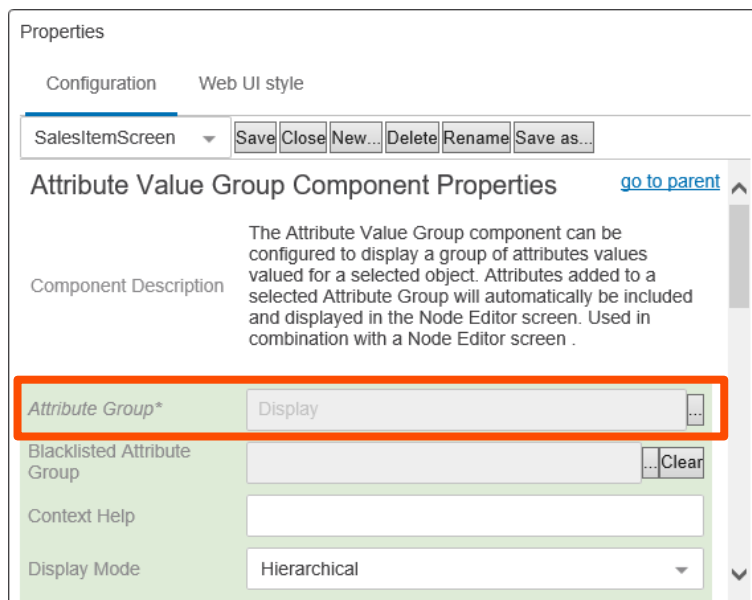 Properties
Configuration Web UI style
SalesItemScreen Save Close New... Delete Rename Save as...
Attribute Value Group Component Properties go to parent
The Attribute Value Group component can be
configured to display a group of attributes values
valued for a selected object. Attributes added to a
Component Description selected Attribute Group will automatically be included
and displayed in the Node Editor screen. Used in
combination with a Node Editor screen .
Attribute Group* Display ...
Blacklisted Attribute
Group ... Clear
Context Help
Display Mode Hierarchical